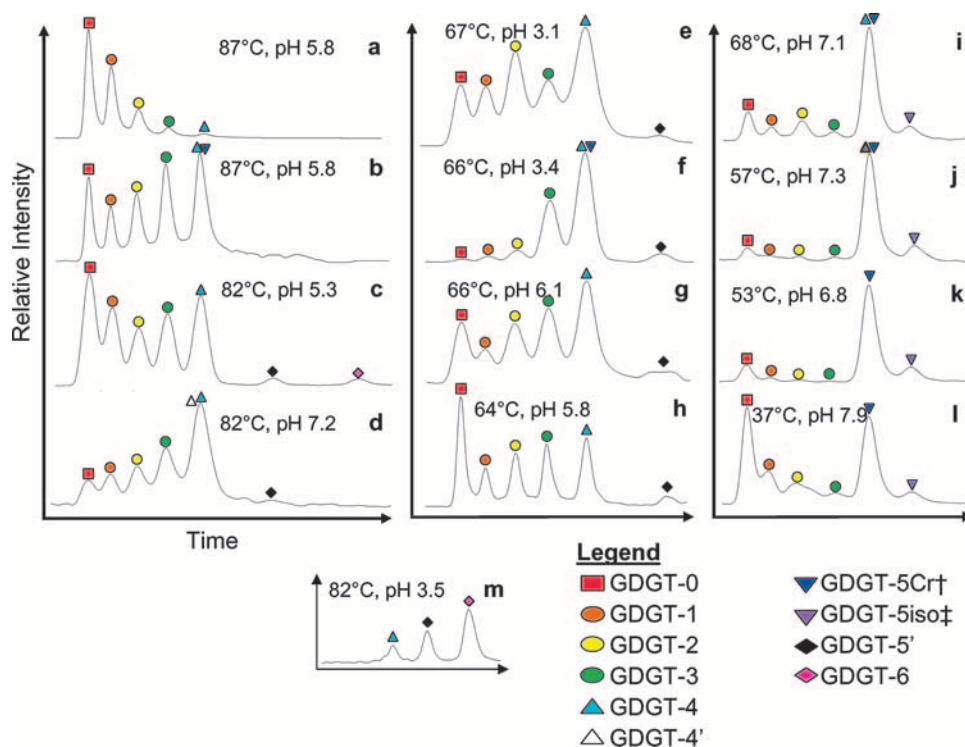 87°C, pH 5.8 a
87°C, pH 5.8 b
82°C, pH 5.3 c
82°C, pH 7.2 d
67°C, pH 3.1 e
66°C, pH 3.4 f
66°C, pH 6.1 g
64°C, pH 5.8 h
68°C, pH 7.1 i
57°C, pH 7.3 j
53°C, pH 6.8 k
37°C, pH 7.9 l
Relative Intensity
Time
82°C, pH 3.5 m
Legend
GDGT-0
GDGT-1
GDGT-2
GDGT-3
GDGT-4
GDGT-4'
GDGT-5Cr†
GDGT-5iso‡
GDGT-5'
GDGT-6